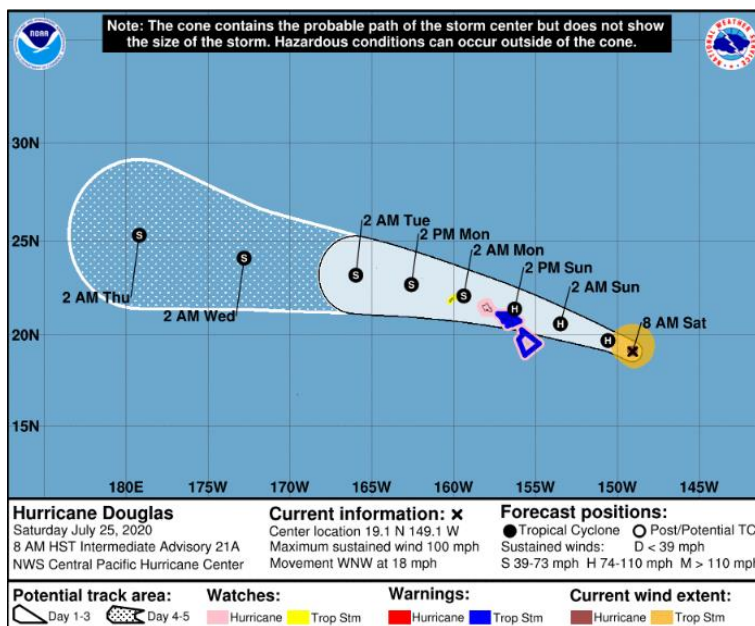 Note: The cone contains the probable path of the storm center but does not show
the size of the storm. Hazardous conditions can occur outside of the cone.
NOAA
30N
25N
20N
15N
2 AM Tue
2 PM Mon
2 AM Mon
2 PM Sun
2 AM Sun
8 AM Sat
2 AM Thu
2 AM Wed
S
S
S
S
S
H
H
H
180E 175W 170W 165W 160W 155W 150W 145W
Hurricane Douglas
Saturday July 25, 2020
8 AM HST Intermediate Advisory 21A
NWS Central Pacific Hurricane Center
Current information: ×
Center location 19.1 N 149.1 W
Maximum sustained wind 100 mph
Movement WNW at 18 mph
Forecast positions:
● Tropical Cyclone ○ Post/Potential TC
Sustained winds: D < 39 mph
S 39-73 mph H 74-110 mph M > 110 mph
Potential track area:
Day 1-3 Day 4-5
Watches:
Hurricane Trop Stm
Warnings:
Hurricane Trop Stm
Current wind extent:
Hurricane Trop Stm